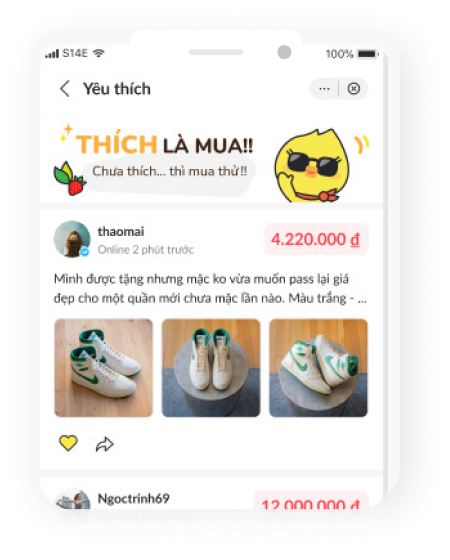 S14E
100%
Yêu thích
THÍCH LÀ MUA!!
Chưa thích... thì mua thử!!
thaomai
Online 2 phút trước
4.220.000 đ
Mình được tặng nhưng mặc ko vừa muốn pass lại giá
đẹp cho một quần mới chưa mặc lần nào. Màu trắng - ...
Ngoctrinh69
12.000.000 đ